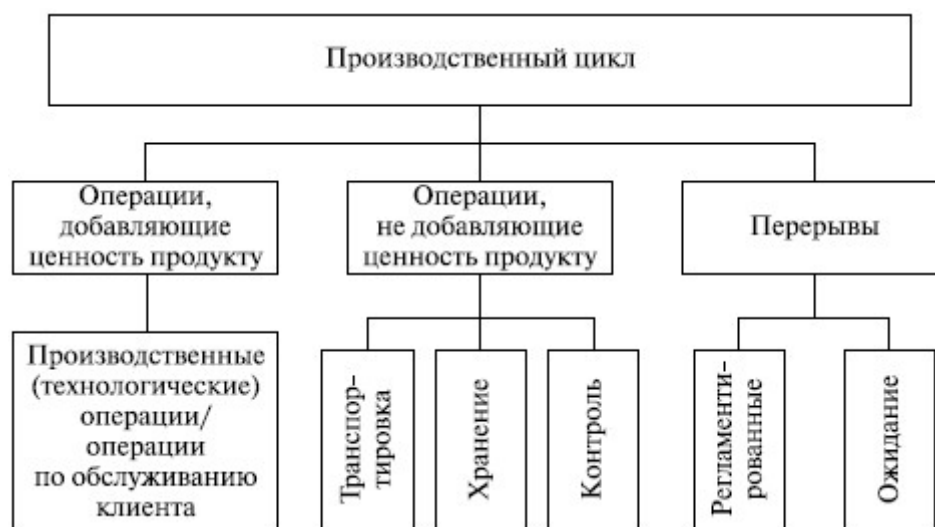 Производственный цикл
Операции,
добавляющие
ценность продукту
Операции,
не добавляющие
ценность продукту
Перерывы
Производственные
(технологические)
операции/
операции
по обслуживанию
клиента
Транспор-
тировка
Хранение
Контроль
Регламенти-
рованные
Ожидание